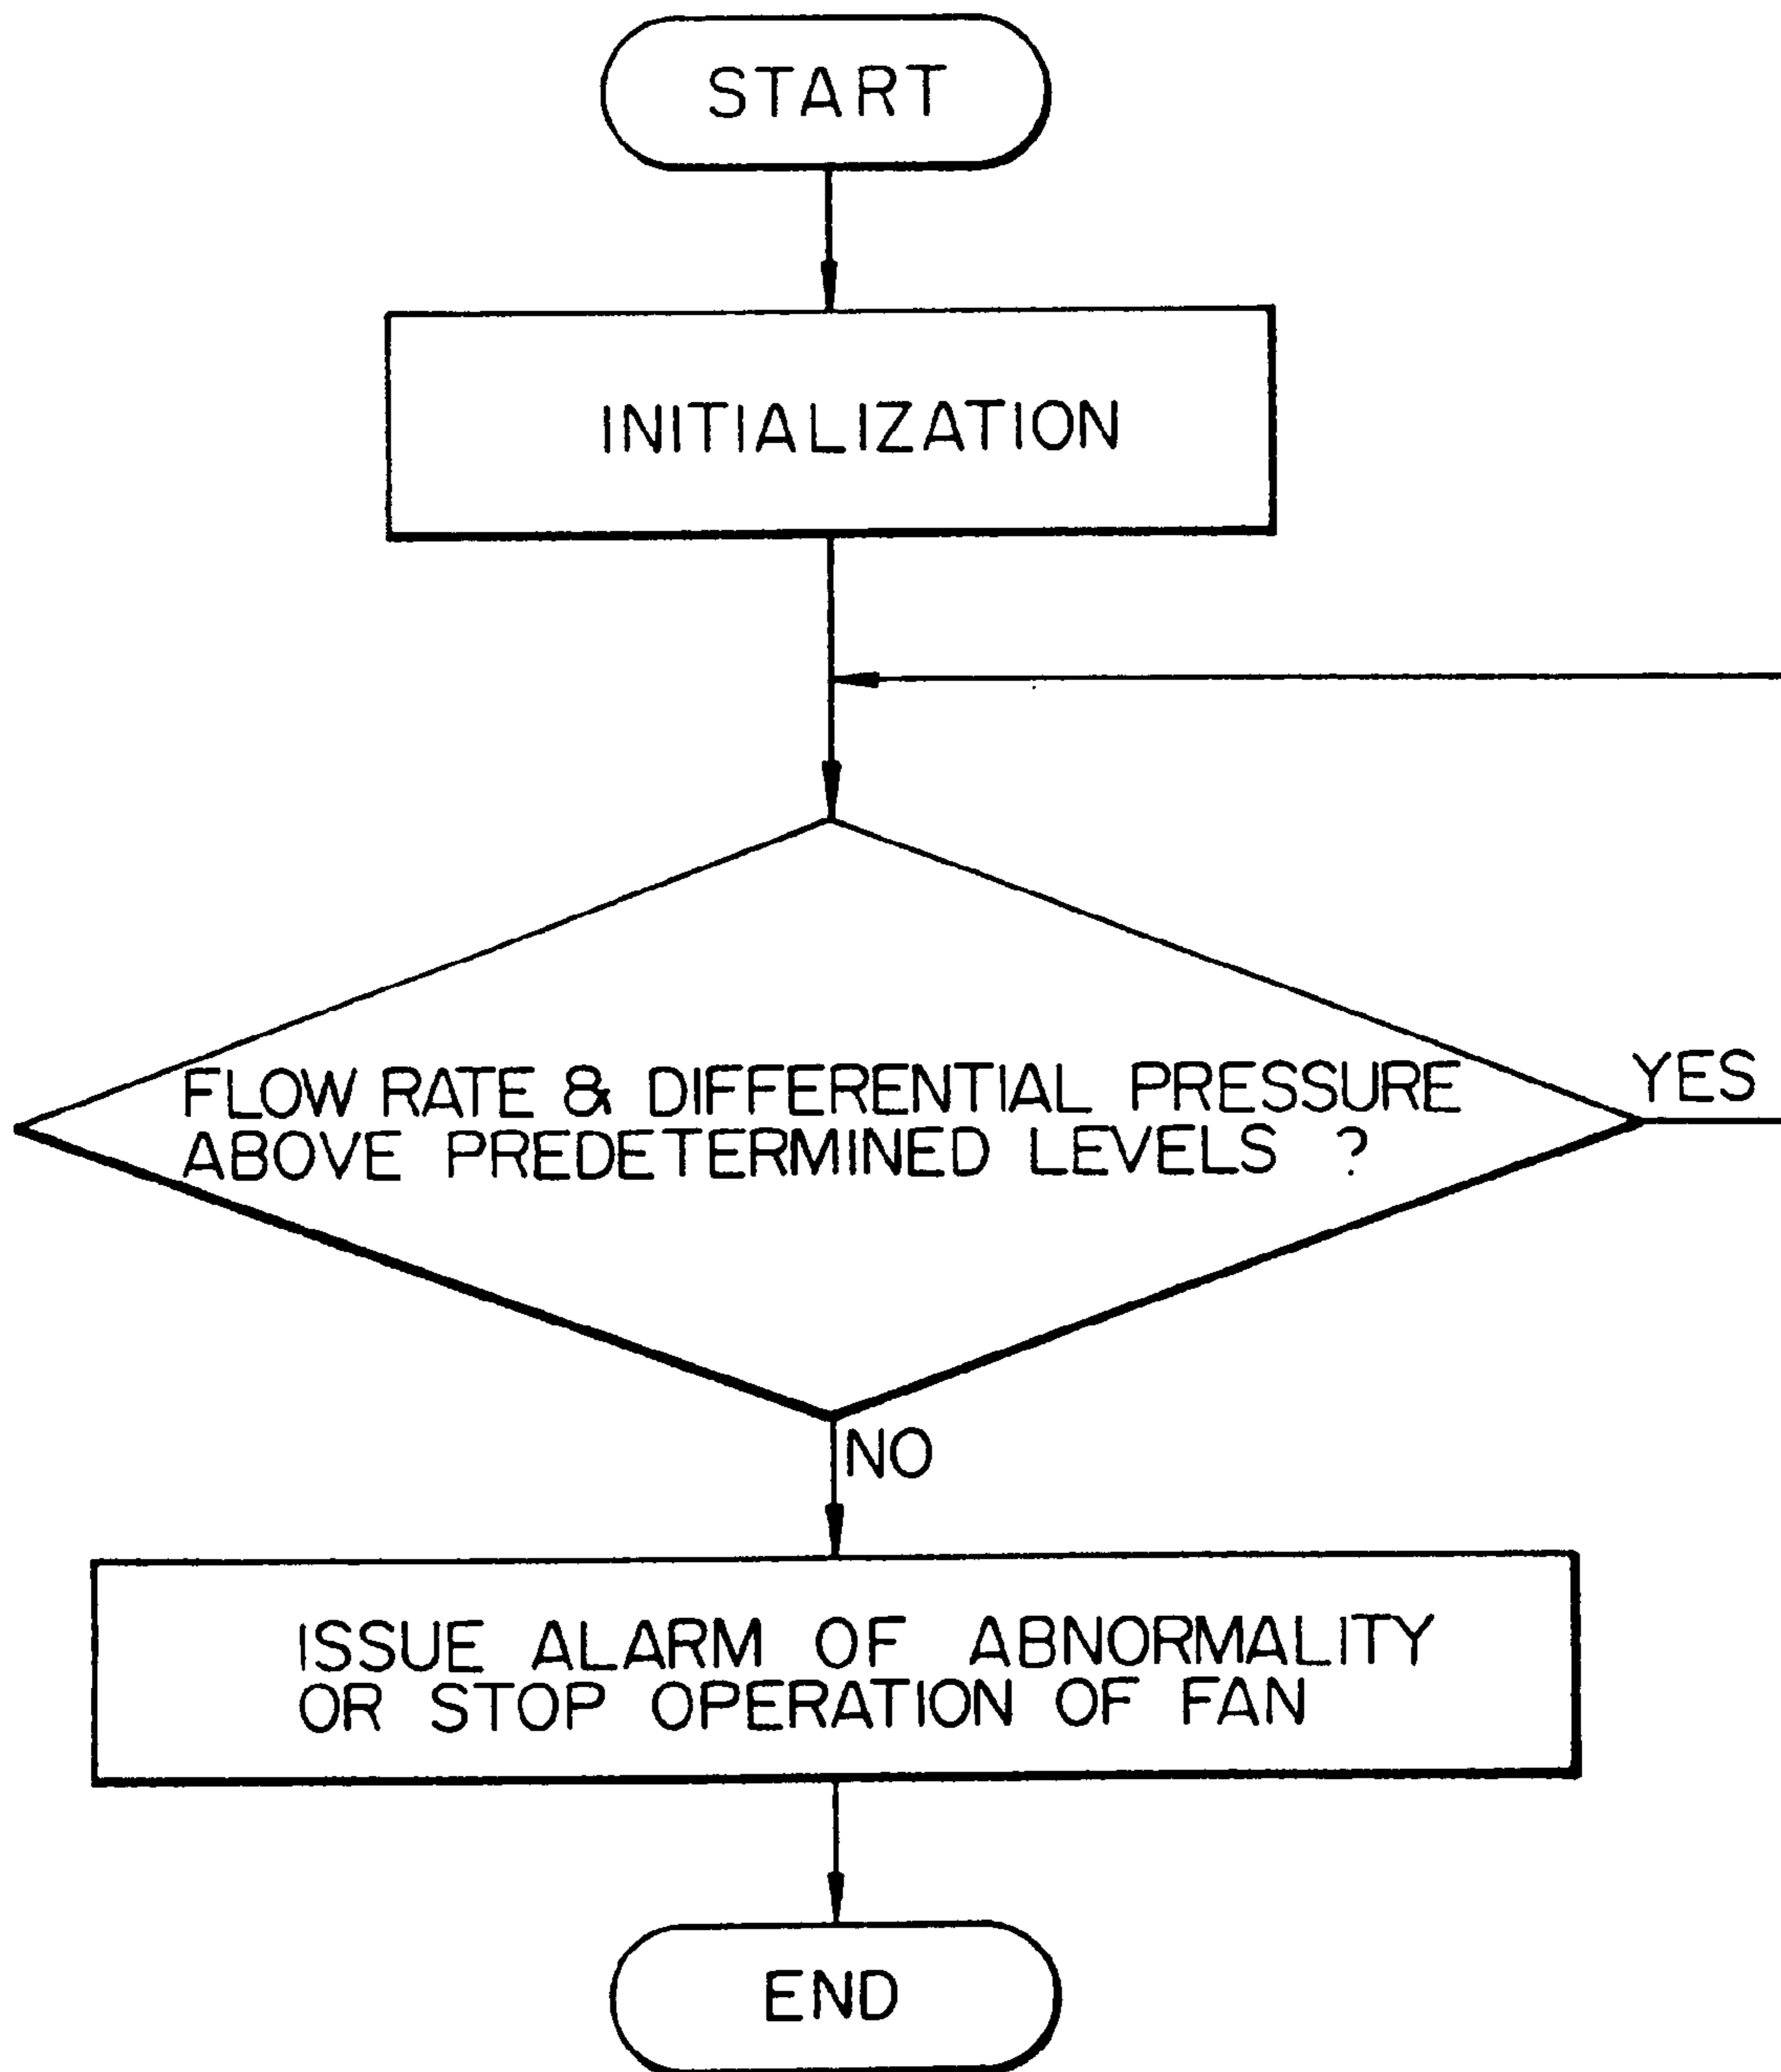 START
INITIALIZATION
FLOW RATE & DIFFERENTIAL PRESSURE
ABOVE PREDETERMINED LEVELS ?
YES
NO
ISSUE ALARM OF ABNORMALITY
OR STOP OPERATION OF FAN
END